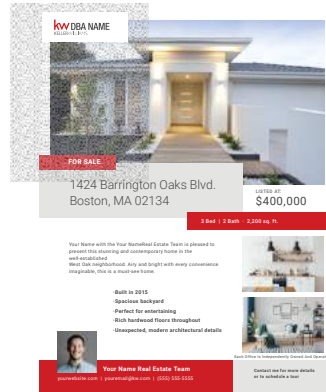 kw DBA NAME
KELLERWILLIAMS
FOR SALE
1424 Barrington Oaks Blvd.
Boston, MA 02134
LISTED AT:
$400,000
3 Bed | 2 Bath · 2,200 sq. ft.
Your Name with the Your NameReal Estate Team is pleased to
present this stunning and contemporary home in the
well-established
West Oak neighborhood. Airy and bright with every convenience
imaginable, this is a must-see home.
·Built in 2015
·Spacious backyard
·Perfect for entertaining
·Rich hardwood floors throughout
·Unexpected, modern architectural details
Each Office is Independently Owned And Operat
Your Name Real Estate Team
yourwebsite.com | youremail@kw.com | (555) 555-5555
Contact me for more details
or to schedule a tour